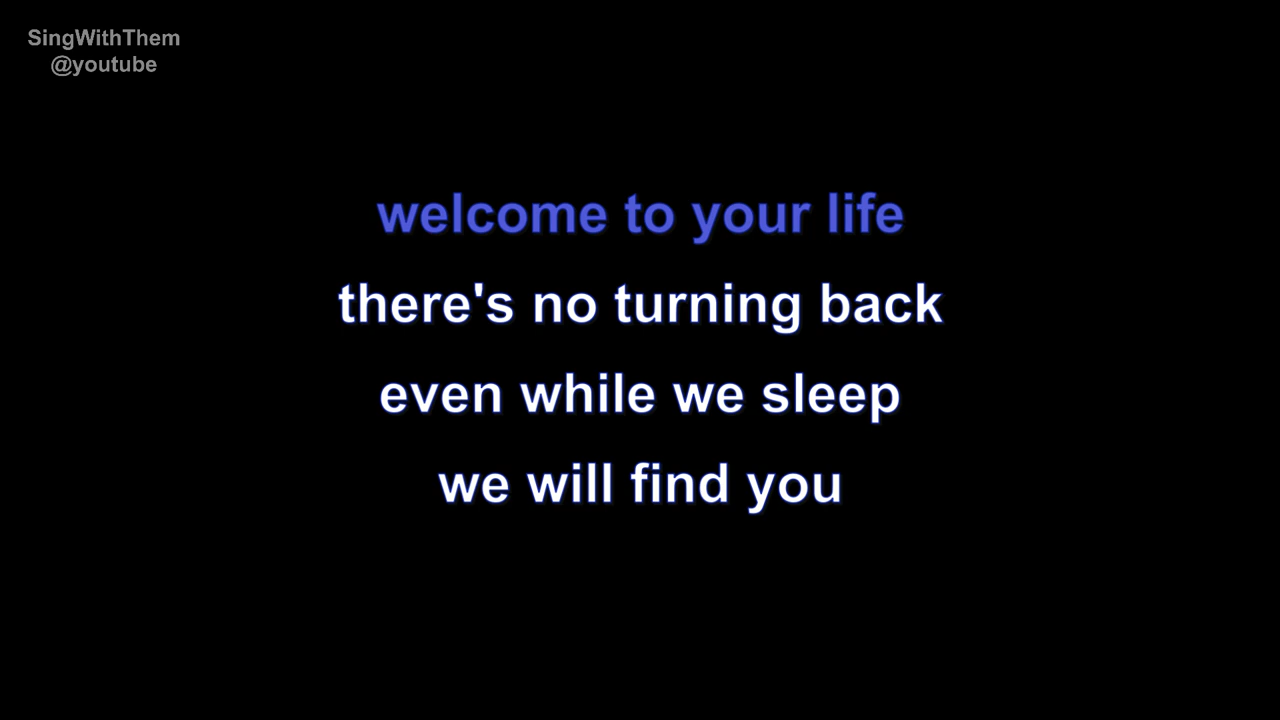 SingWithThem
@youtube
welcome to your life
there's no turning back
even while we sleep
we will find you